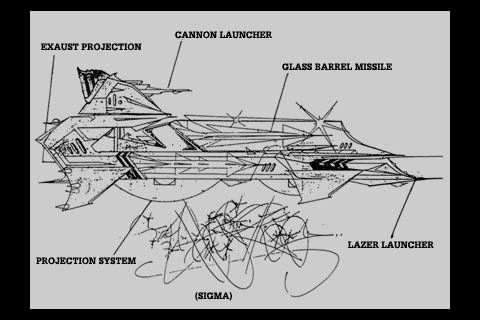 CANNON LAUNCHER
EXAUST PROJECTION
GLASS BARREL MISSILE
LAZER LAUNCHER
PROJECTION SYSTEM
(SIGMA)